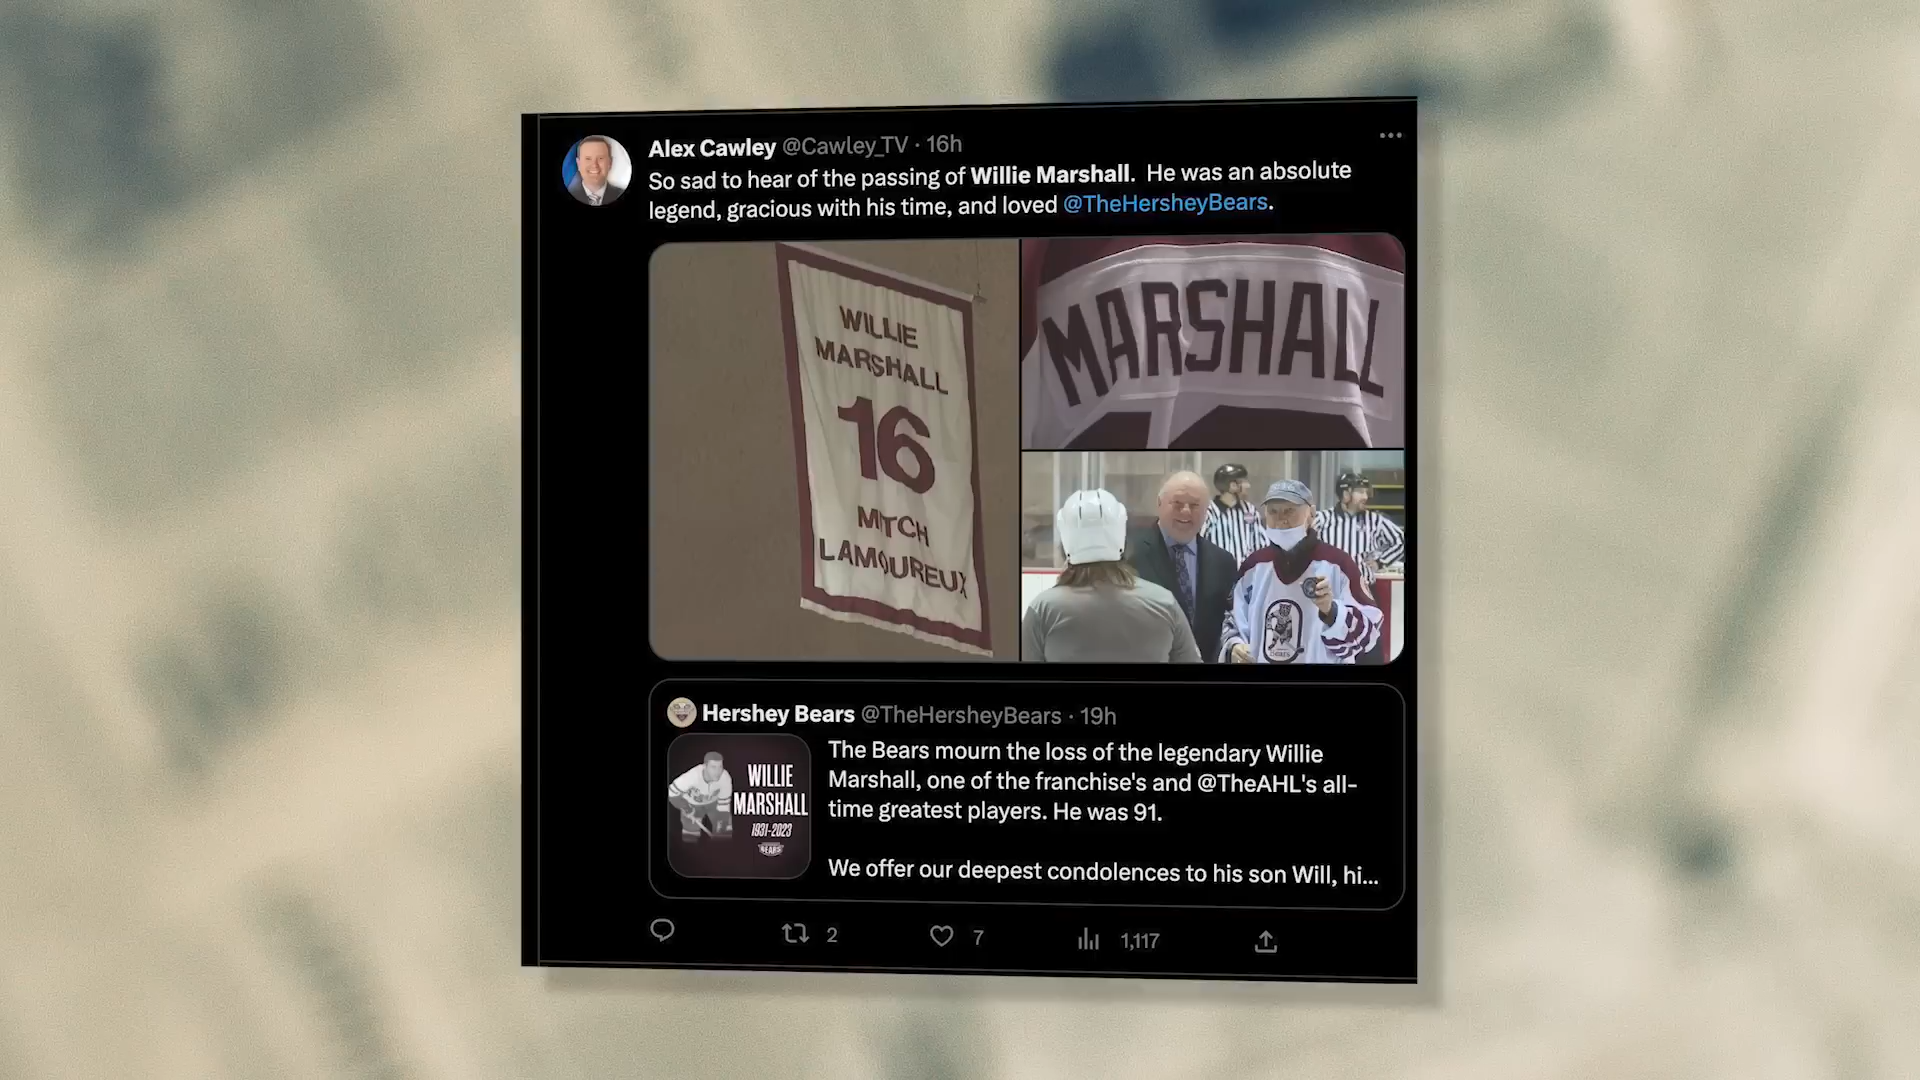 Alex Cawley @Cawley_TV · 16h
So sad to hear of the passing of Willie Marshall. He was an absolute
legend, gracious with his time, and loved @TheHersheyBears.
WILLIE
MARSHALL
16
MITCH
LAMOUREUX
MARSHALL
Hershey Bears @TheHersheyBears · 19h
WILLIE
MARSHALL
1931-2023
BEARS
The Bears mourn the loss of the legendary Willie
Marshall, one of the franchise's and @TheAHL's all-
time greatest players. He was 91.
We offer our deepest condolences to his son Will, hi...
2 7 1,117